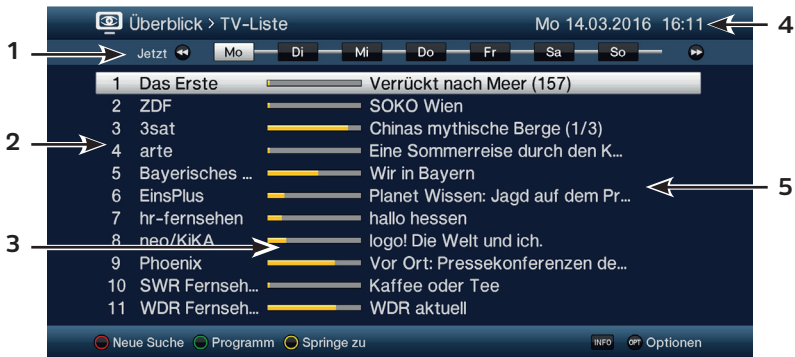 Überblick > TV-Liste Mo 14.03.2016 16:11 4
1 Jetzt Mo Di Mi Do Fr Sa So
1 Das Erste Verrückt nach Meer (157)
2 ZDF SOKO Wien
3 3sat Chinas mythische Berge (1/3)
2
4 arte Eine Sommerreise durch den K...
5 Bayerisches ... Wir in Bayern
5
6 EinsPlus Planet Wissen: Jagd auf dem Pr...
7 hr-fernsehen hallo hessen
3
8 neo/KiKA logo! Die Welt und ich.
9 Phoenix Vor Ort: Pressekonferenzen de...
10 SWR Fernseh... Kaffee oder Tee
11 WDR Fernseh... WDR aktuell
Neue Suche Programm Springe zu INFO OPT Optionen